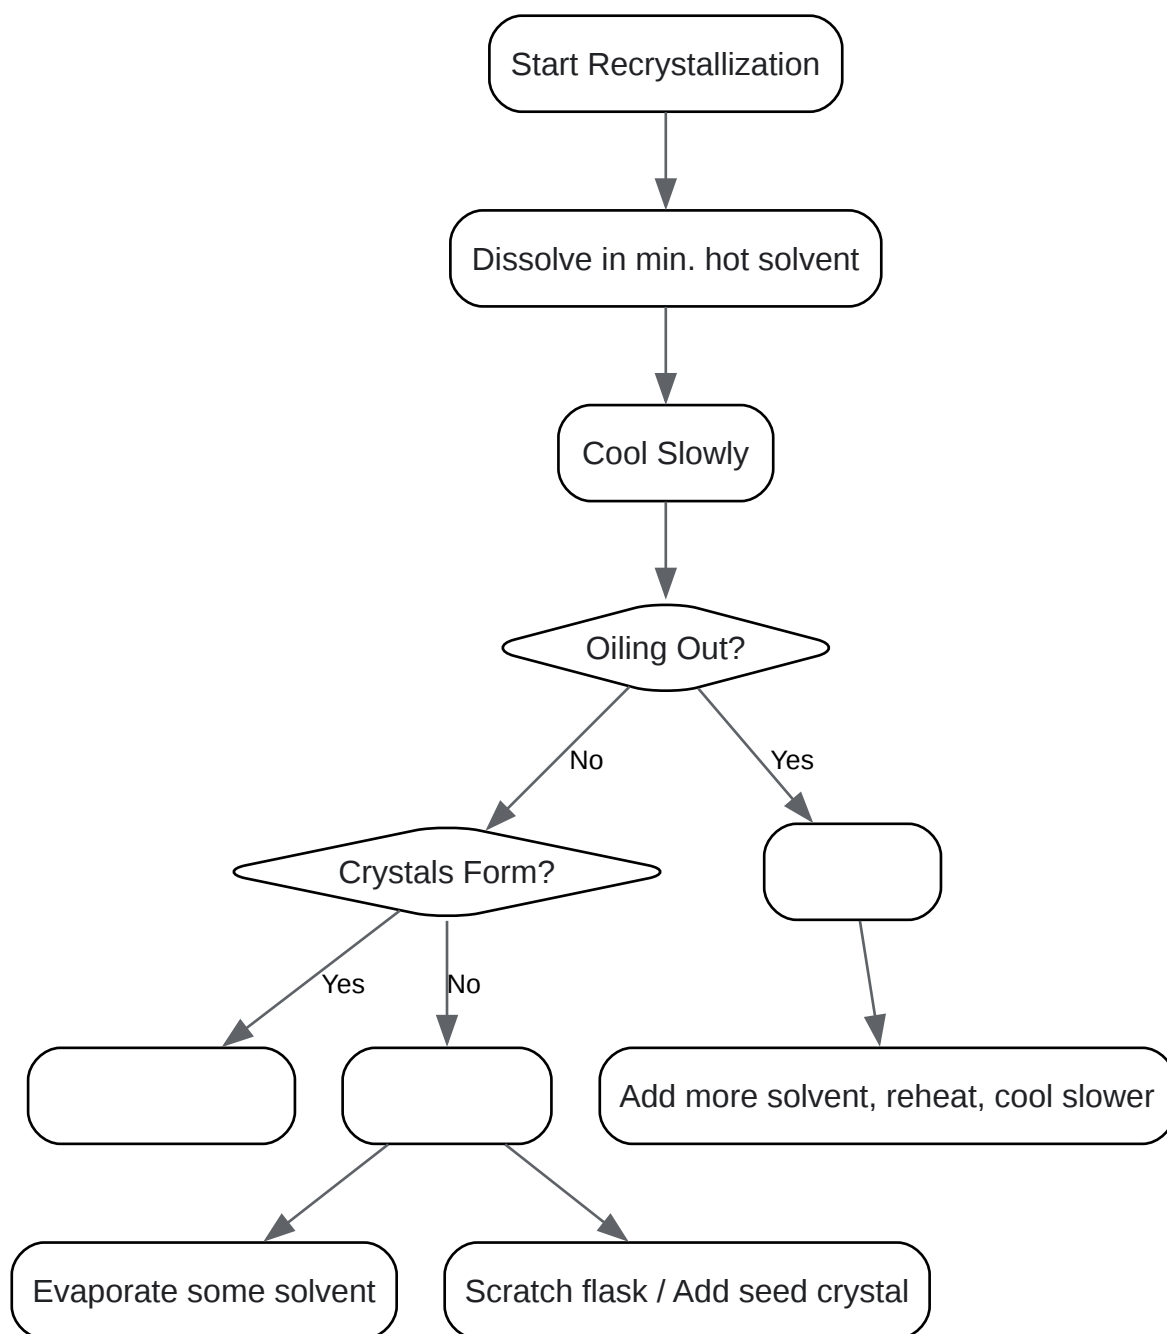 Start Recrystallization
Dissolve in min. hot solvent
Cool Slowly
Oiling Out?
No
Yes
Crystals Form?
Yes
No
Add more solvent, reheat, cool slower
Evaporate some solvent
Scratch flask / Add seed crystal